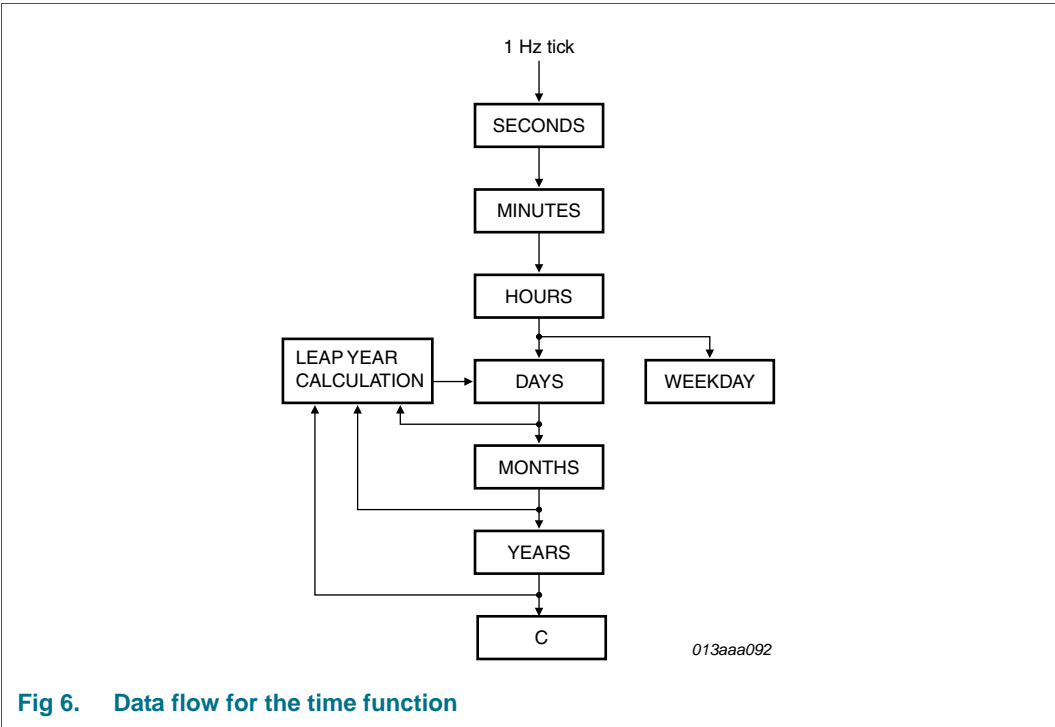 1 Hz tick
SECONDS
MINUTES
HOURS
LEAP YEAR
CALCULATION
DAYS
WEEKDAY
MONTHS
YEARS
C
013aaa092
Fig 6. Data flow for the time function